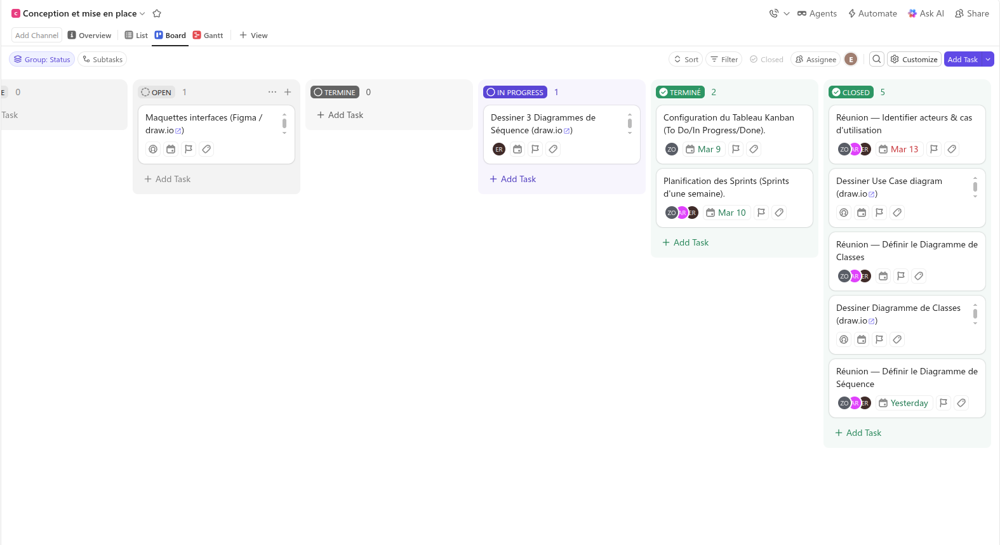 C Conception et mise en place
Agents Automate Ask AI Share
Add Channel Overview List Board Gantt View
Group: Status Subtasks
Sort Filter Closed Assignee E Customize Add Task
E 0
Task
OPEN 1
Maquettes interfaces (Figma /
draw.io)
Add Task
TERMINE 0
Add Task
IN PROGRESS 1
Dessiner 3 Diagrammes de
Séquence (draw.io)
ER
Add Task
TERMINÉ 2
Configuration du Tableau Kanban
(To Do/In Progress/Done).
ZO Mar 9
Planification des Sprints (Sprints
d'une semaine).
ZO AR ER Mar 10
Add Task
CLOSED 5
Réunion — Identifier acteurs & cas
d'utilisation
ZO AR ER Mar 13
Dessiner Use Case diagram
(draw.io)
Réunion — Définir le Diagramme de
Classes
ZO AR ER
Dessiner Diagramme de Classes
(draw.io)
Réunion — Définir le Diagramme de
Séquence
ZO AR ER Yesterday
Add Task